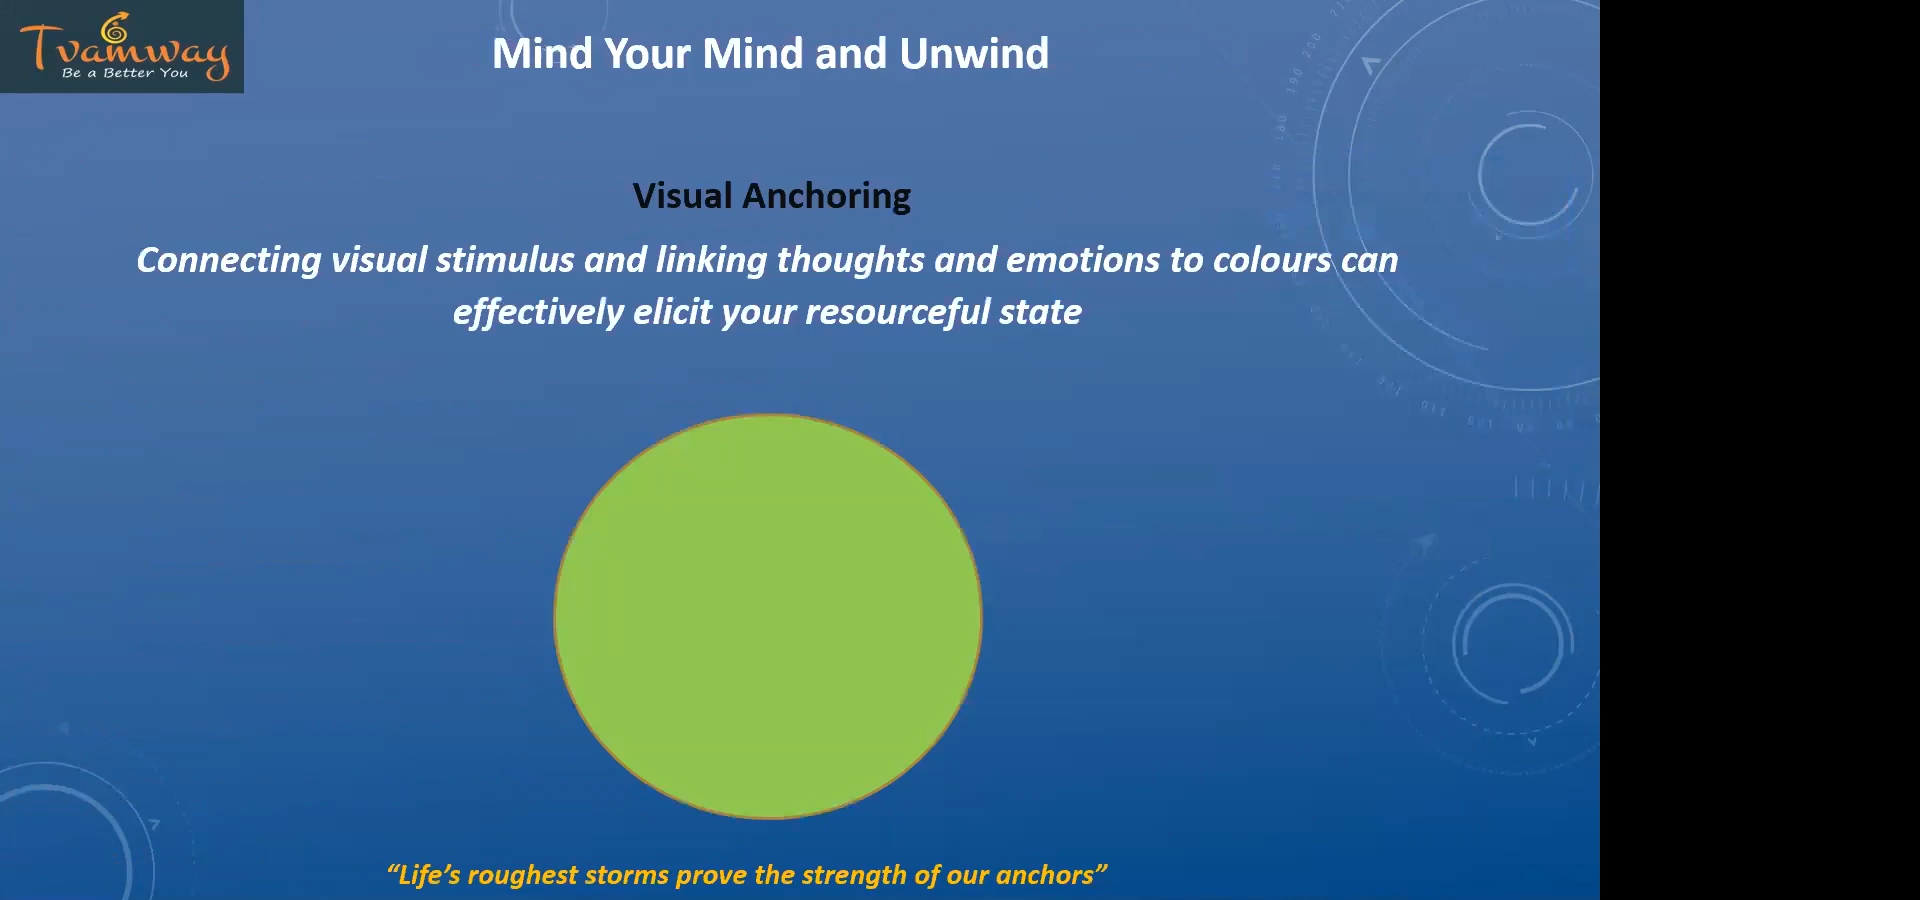 Tvamway
Be a Better You
Mind Your Mind and Unwind
Visual Anchoring
Connecting visual stimulus and linking thoughts and emotions to colours can
effectively elicit your resourceful state
“Life’s roughest storms prove the strength of our anchors”